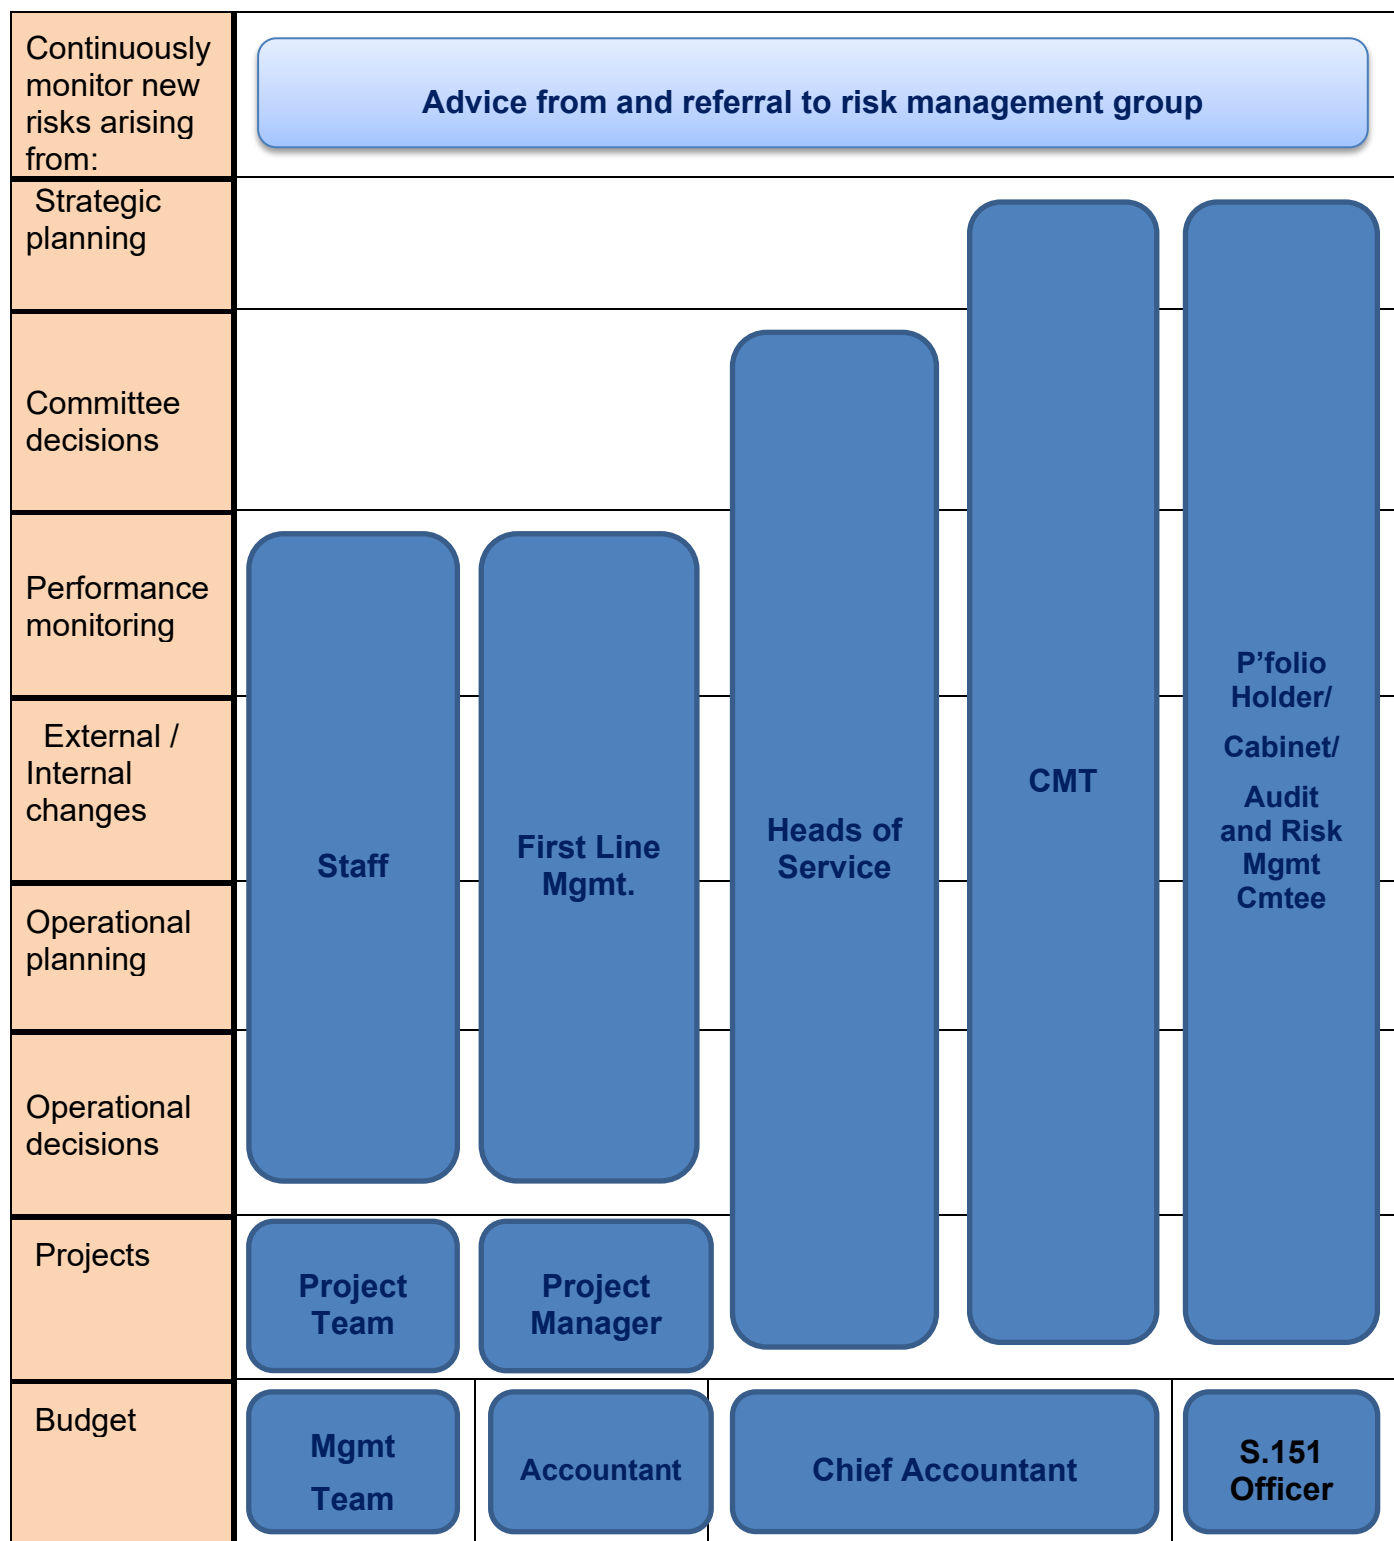 Continuously
monitor new
risks arising
from:
Advice from and referral to risk management group
Strategic
planning
Committee
decisions
Performance
monitoring
External /
Internal
changes
Operational
planning
Operational
decisions
Staff
First Line
Mgmt.
Heads of
Service
CMT
P’folio
Holder/
Cabinet/
Audit
and Risk
Mgmt
Cmtee
Projects
Project
Team
Project
Manager
Budget
Mgmt
Team
Accountant
Chief Accountant
S.151
Officer